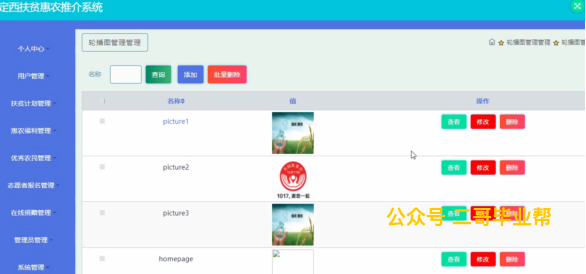 定西扶贫惠农推介系统
个人中心
用户管理
扶贫计划管理
惠农福利管理
优秀农民管理
志愿者报名管理
在线捐赠管理
管理员管理
系统管理
轮播图管理管理
轮播图管理管理
轮播图管理
名称
查询
添加
批量删除
名称
值
操作
picture1
查看
修改
删除
picture2
1017,
查看
修改
删除
picture3
查看
修改
删除
公众号 二哥毕业帮
homepage
查看
修改
删除